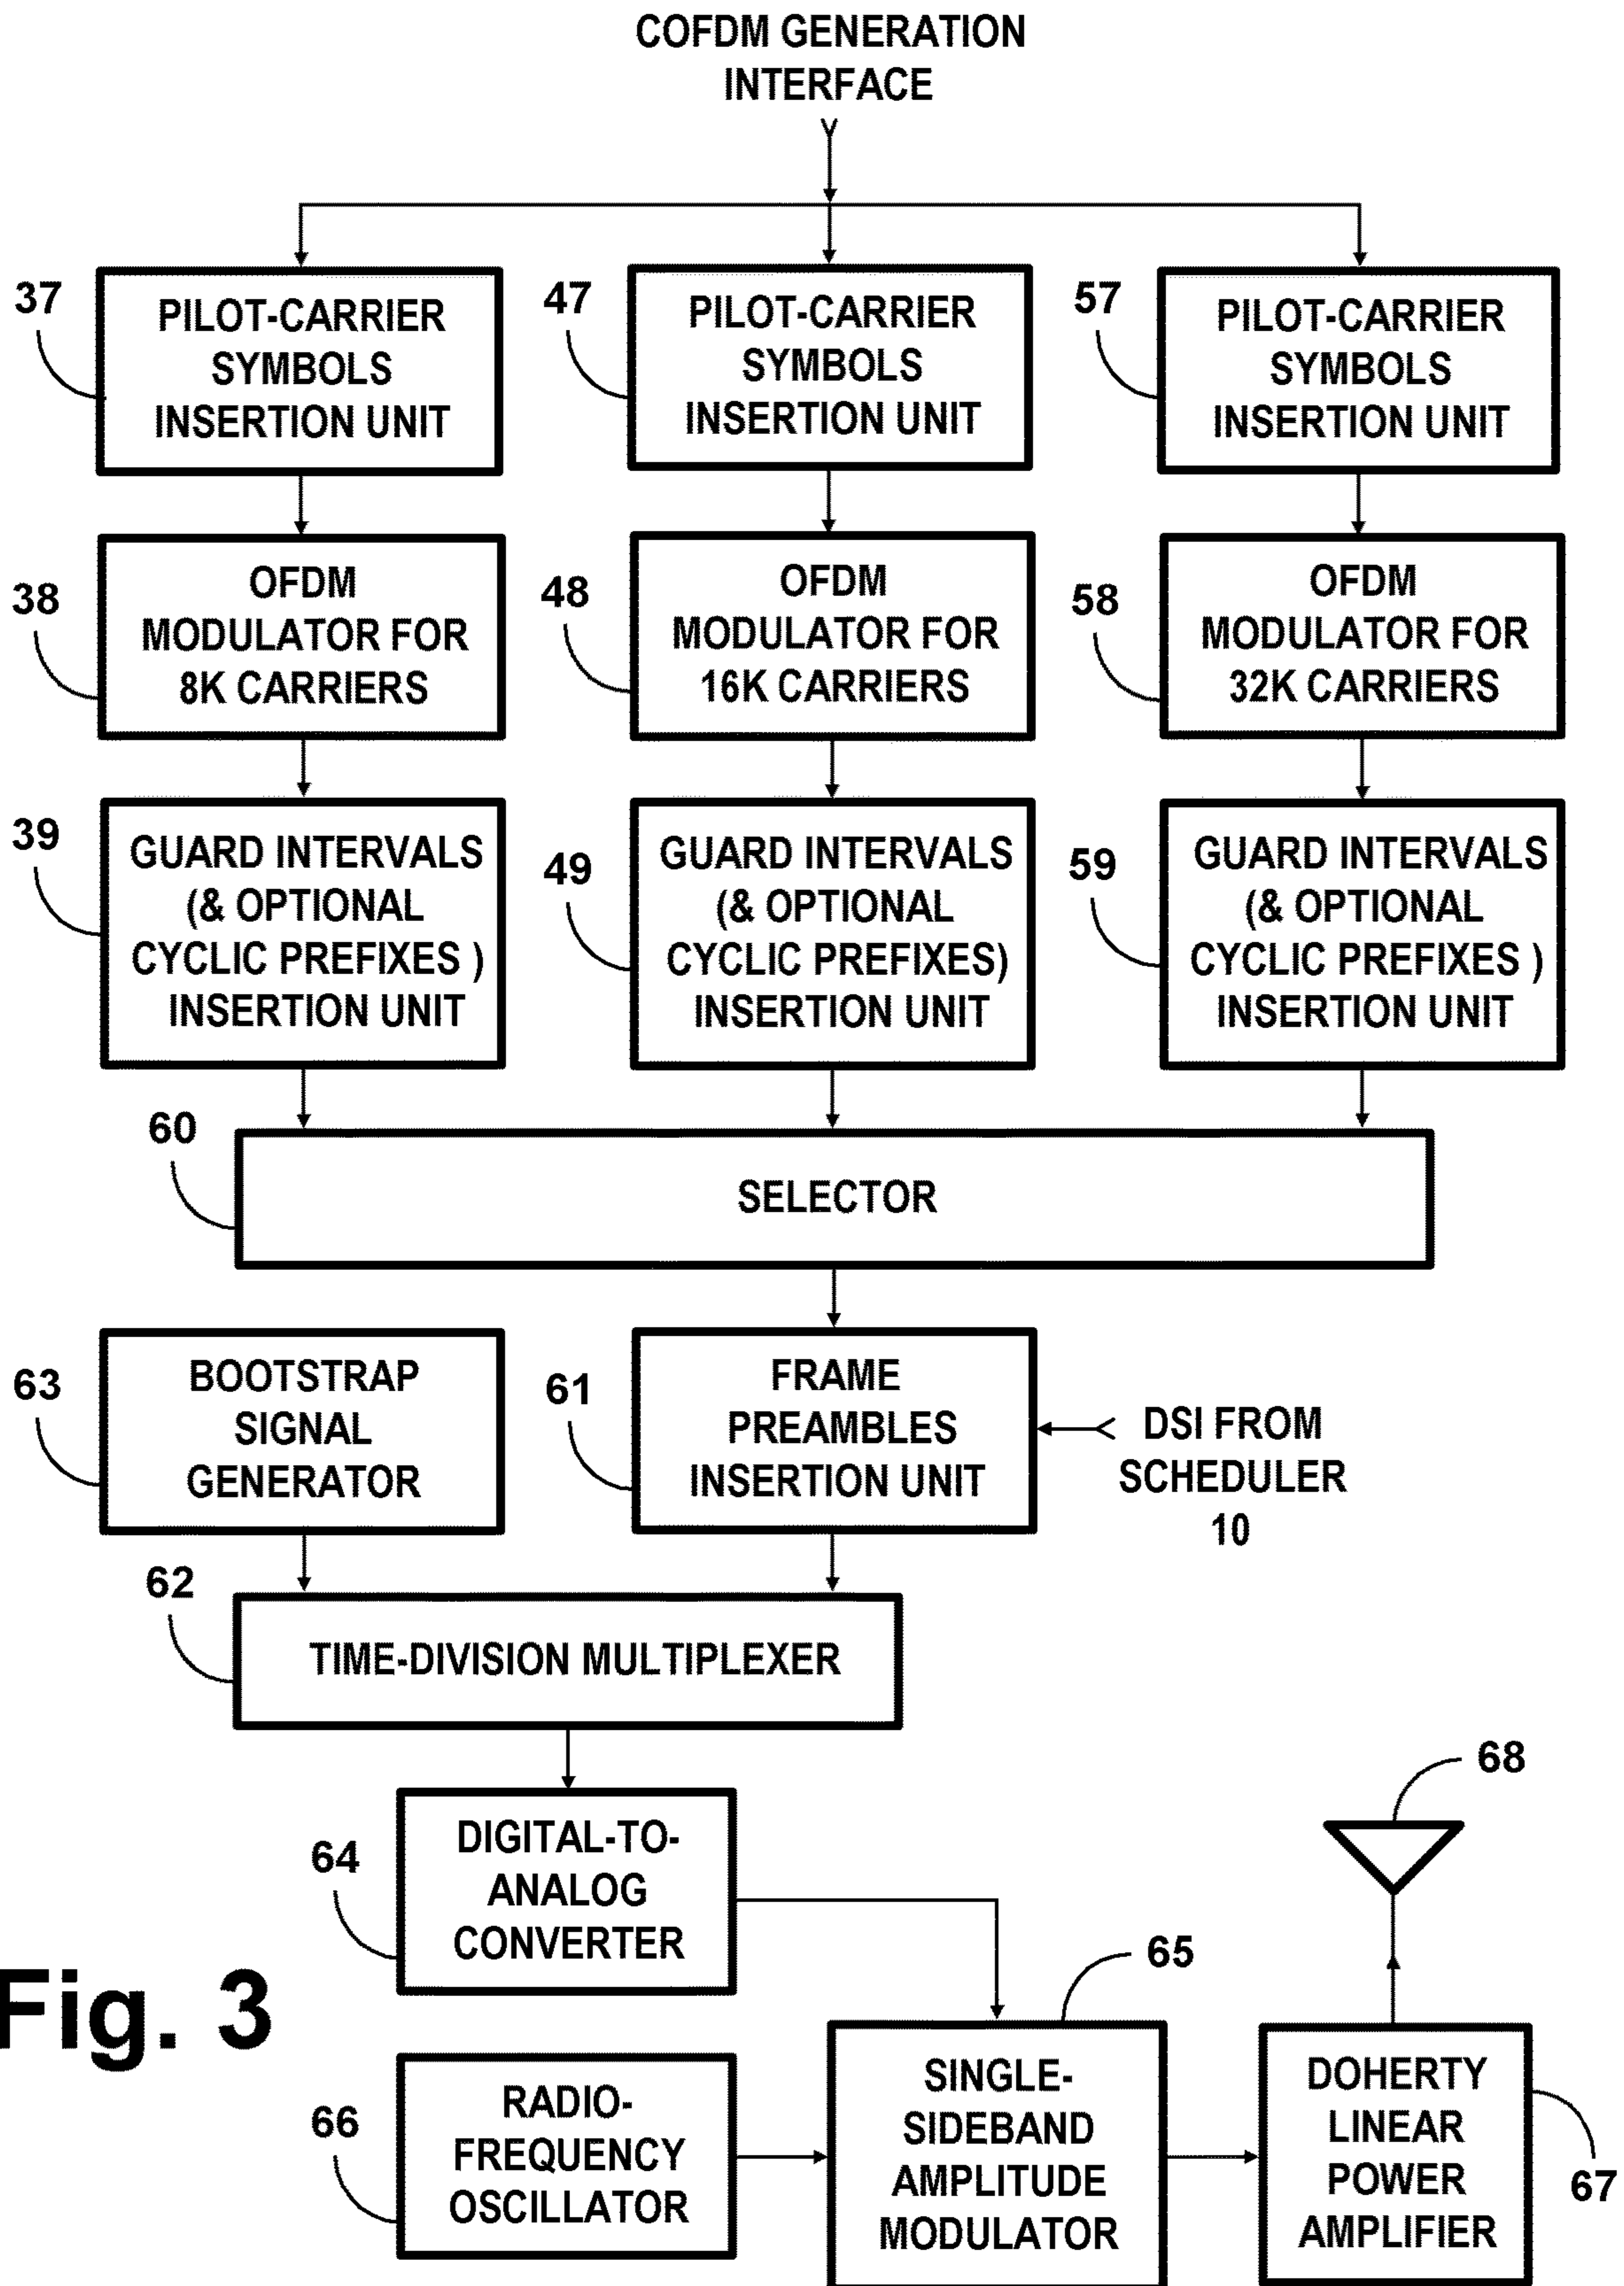 COFDM GENERATION
INTERFACE
37
PILOT-CARRIER
SYMBOLS
INSERTION UNIT
47
PILOT-CARRIER
SYMBOLS
INSERTION UNIT
57
PILOT-CARRIER
SYMBOLS
INSERTION UNIT
38
OFDM
MODULATOR FOR
8K CARRIERS
48
OFDM
MODULATOR FOR
16K CARRIERS
58
OFDM
MODULATOR FOR
32K CARRIERS
39
GUARD INTERVALS
(& OPTIONAL
CYCLIC PREFIXES )
INSERTION UNIT
49
GUARD INTERVALS
(& OPTIONAL
CYCLIC PREFIXES)
INSERTION UNIT
59
GUARD INTERVALS
(& OPTIONAL
CYCLIC PREFIXES )
INSERTION UNIT
60
SELECTOR
63
BOOTSTRAP
SIGNAL
GENERATOR
61
FRAME
PREAMBLES
INSERTION UNIT
DSI FROM
SCHEDULER
10
62
TIME-DIVISION MULTIPLEXER
64
DIGITAL-TO-
ANALOG
CONVERTER
68
65
Fig. 3
66
RADIO-
FREQUENCY
OSCILLATOR
SINGLE-
SIDEBAND
AMPLITUDE
MODULATOR
DOHERTY
LINEAR
POWER
AMPLIFIER
67